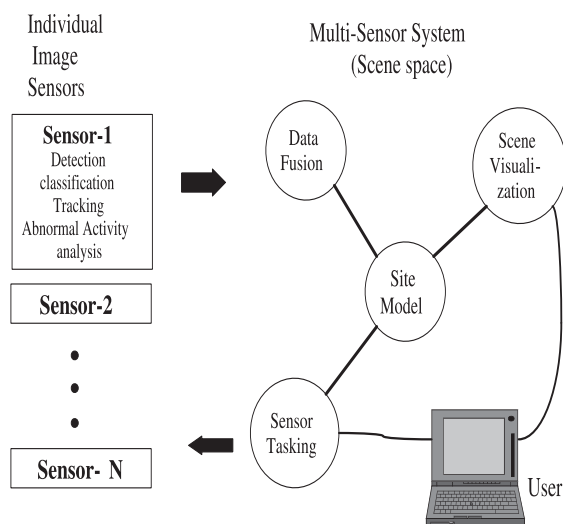 Individual
Image
Sensors
Multi-Sensor System
(Scene space)
Sensor-1
Detection
classification
Tracking
Abnormal Activity
analysis
Sensor-2
Sensor- N
Data
Fusion
Scene
Visuali-
zation
Site
Model
Sensor
Tasking
User